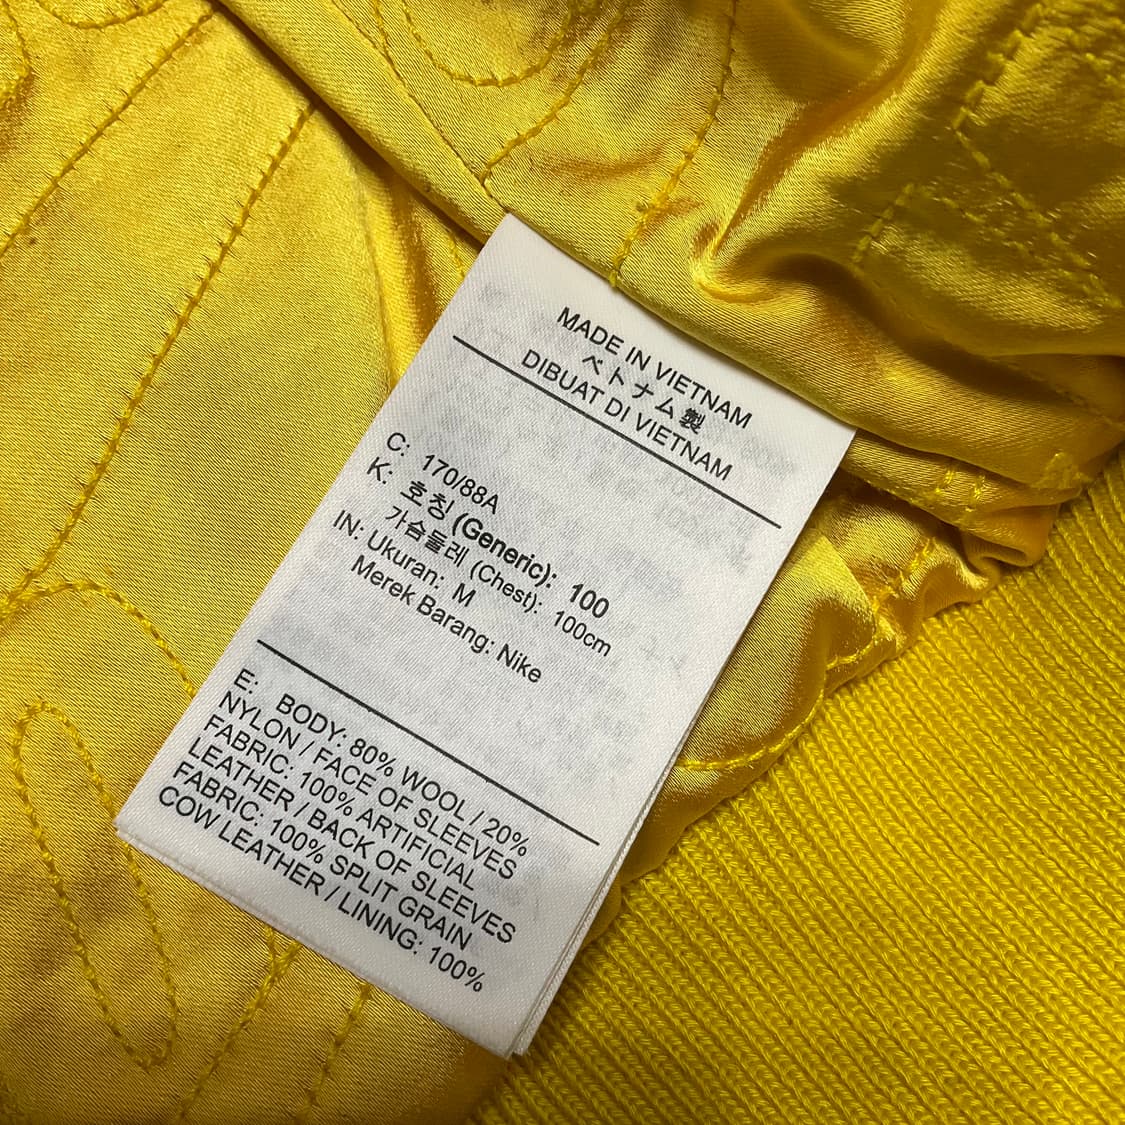 MADE IN VIETNAM
ベトナム製
DIBUAT DI VIETNAM
C: 170/88A
K: 호칭 (Generic): 100
가슴둘레 (Chest): 100cm
IN: Ukuran: M
Merek Barang: Nike
E: BODY: 80% WOOL / 20%
NYLON / FACE OF SLEEVES
FABRIC: 100% ARTIFICIAL
LEATHER / BACK OF SLEEVES
FABRIC: 100% SPLIT GRAIN
COW LEATHER / LINING: 100%